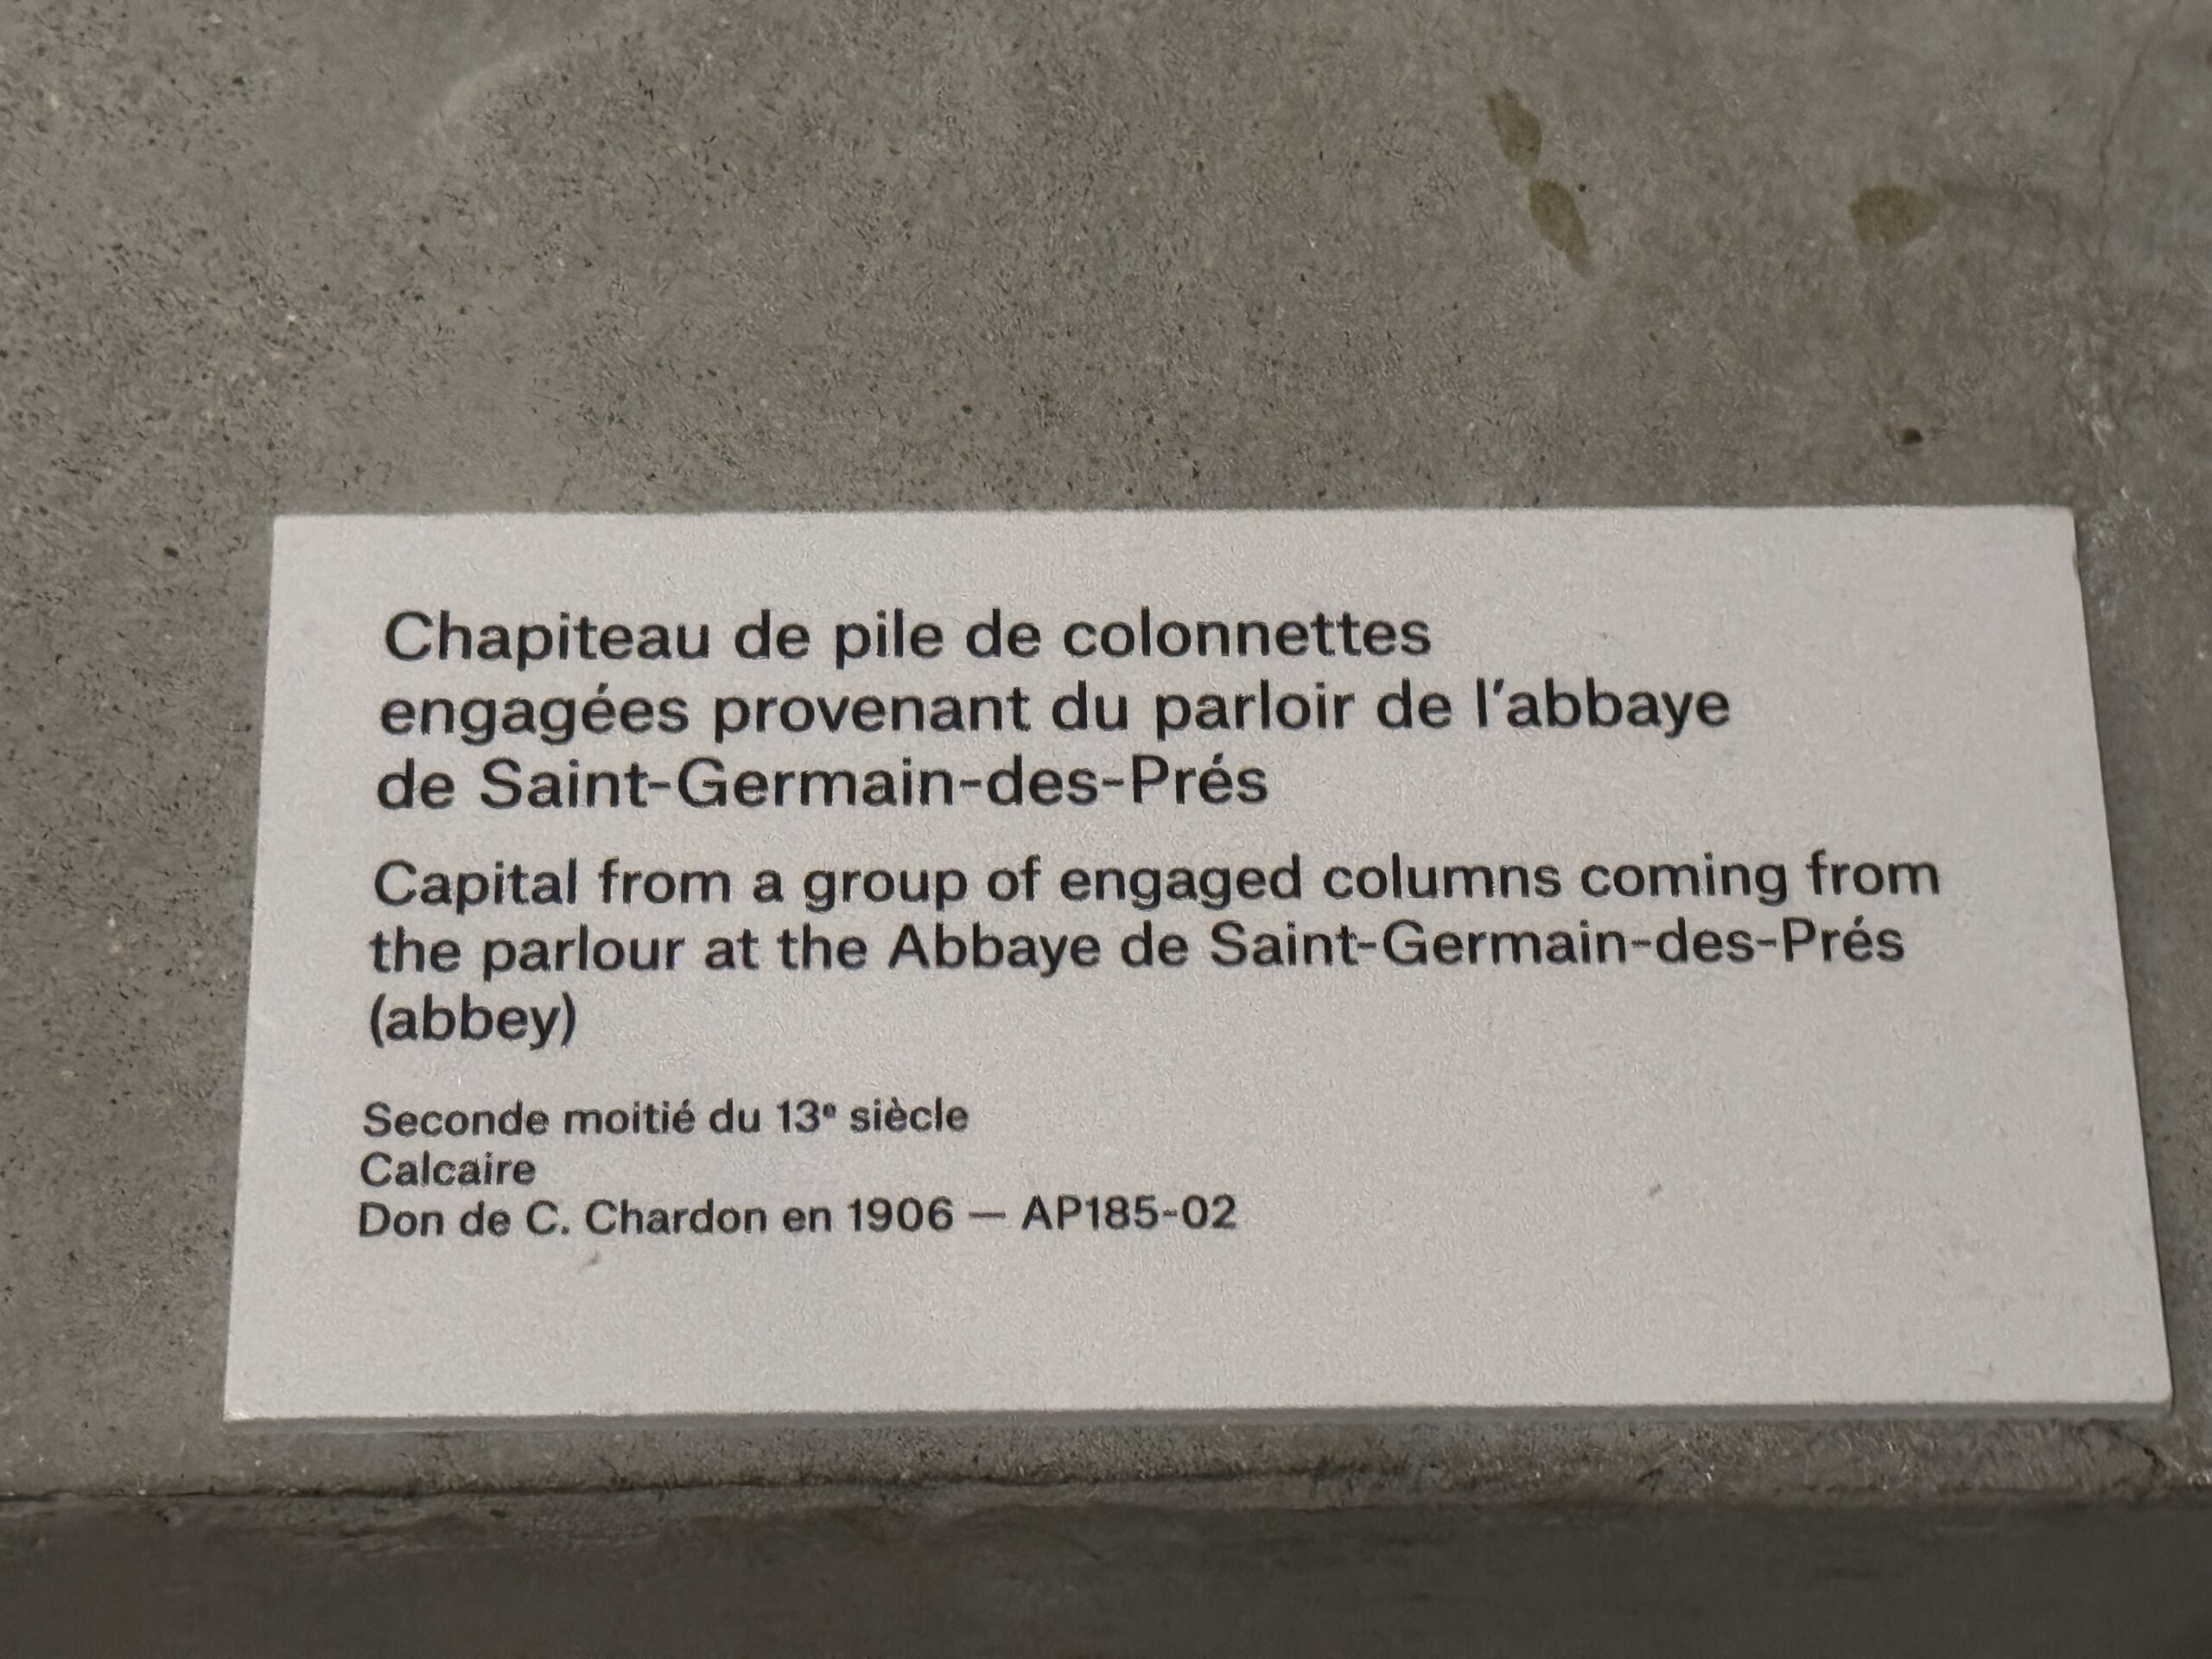 Chapiteau de pile de colonnettes
engagées provenant du parloir de l'abbaye
de Saint-Germain-des-Prés
Capital from a group of engaged columns coming from
the parlour at the Abbaye de Saint-Germain-des-Prés
(abbey)
Seconde moitié du 13ᵉ siècle
Calcaire
Don de C. Chardon en 1906 — AP185-02